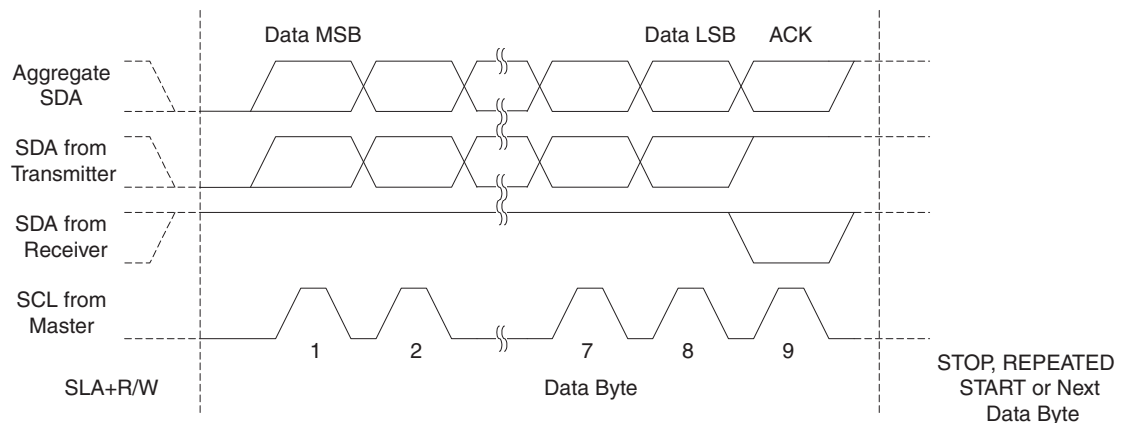 Data MSB
Data LSB
ACK
Aggregate
SDA
SDA from
Transmitter
SDA from
Receiver
SCL from
Master
1
2
7
8
9
SLA+R/W
Data Byte
STOP, REPEATED
START or Next
Data Byte